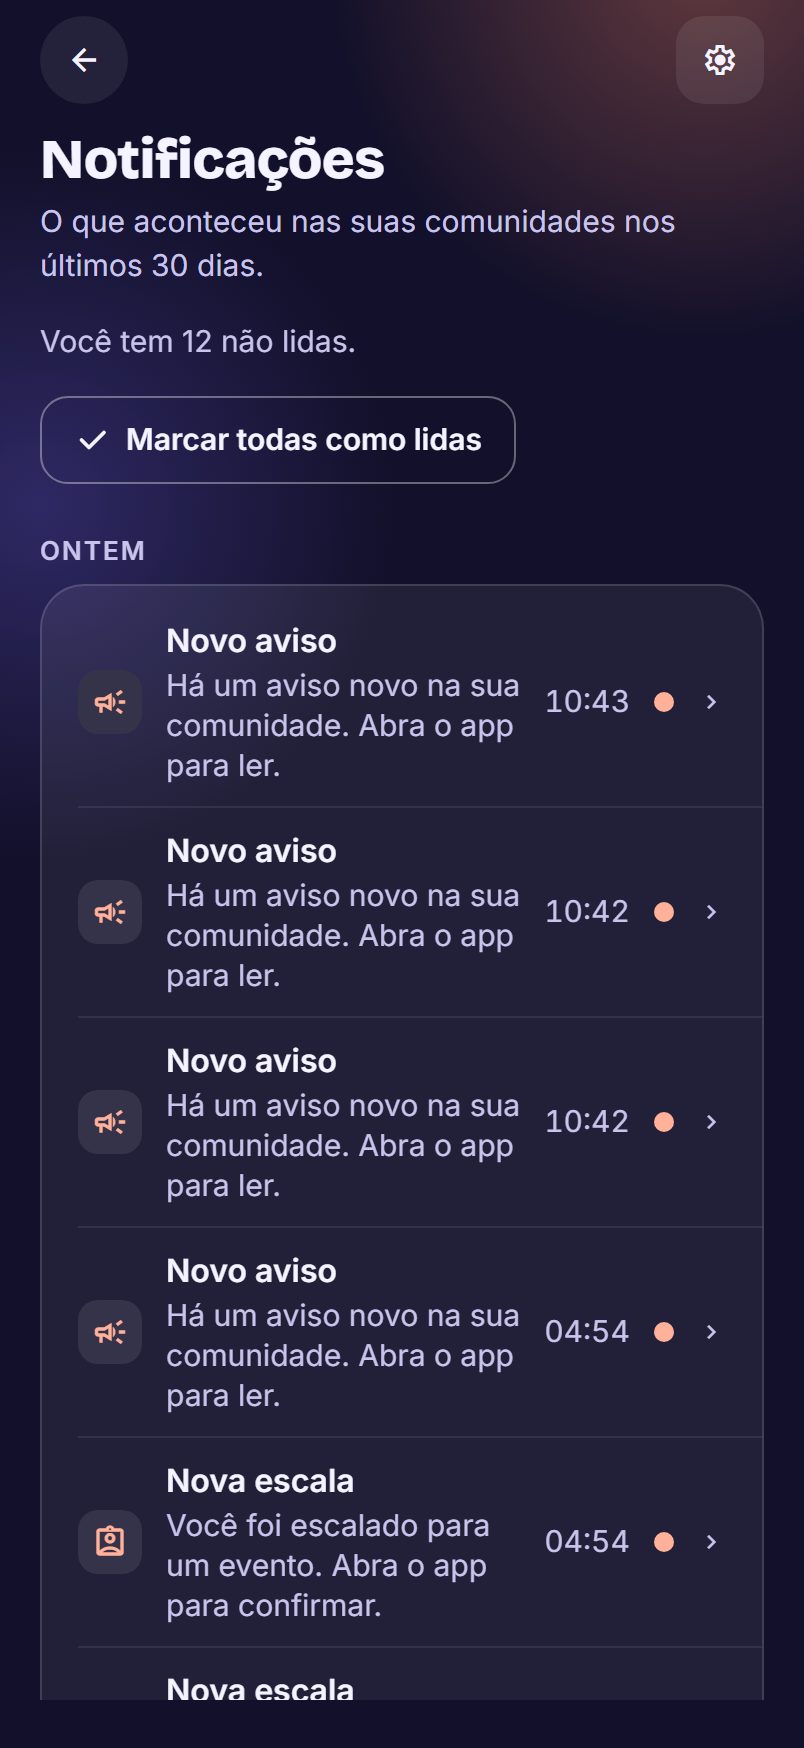 Notificações
O que aconteceu nas suas comunidades nos
últimos 30 dias.
Você tem 12 não lidas.
Marcar todas como lidas
ONTEM
Novo aviso
Há um aviso novo na sua
comunidade. Abra o app
para ler.
10:43
Novo aviso
Há um aviso novo na sua
comunidade. Abra o app
para ler.
10:42
Novo aviso
Há um aviso novo na sua
comunidade. Abra o app
para ler.
10:42
Novo aviso
Há um aviso novo na sua
comunidade. Abra o app
para ler.
04:54
Nova escala
Você foi escalado para
um evento. Abra o app
para confirmar.
04:54
Nova escala